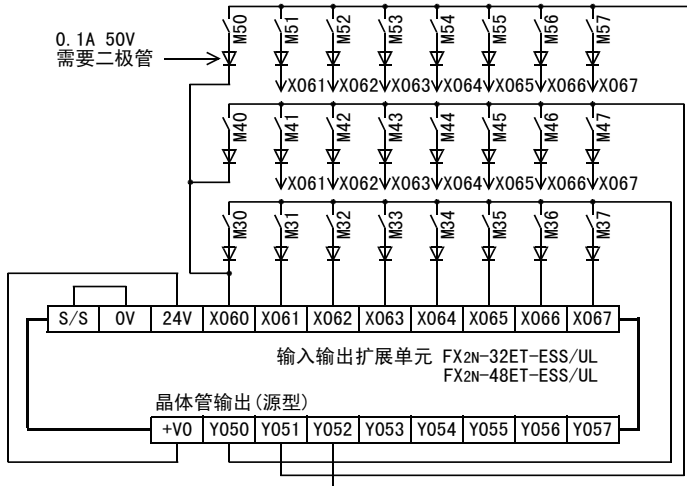 M50 M51 M52 M53 M54 M55 M56 M57
0.1A 50V
需要二极管
X061 X062 X063 X064 X065 X066 X067
M40 M41 M42 M43 M44 M45 M46 M47
X061 X062 X063 X064 X065 X066 X067
M30 M31 M32 M33 M34 M35 M36 M37
S/S 0V 24V X060 X061 X062 X063 X064 X065 X066 X067
输入输出扩展单元 FX2N-32ET-ESS/UL
FX2N-48ET-ESS/UL
晶体管输出(源型)
+V0 Y050 Y051 Y052 Y053 Y054 Y055 Y056 Y057